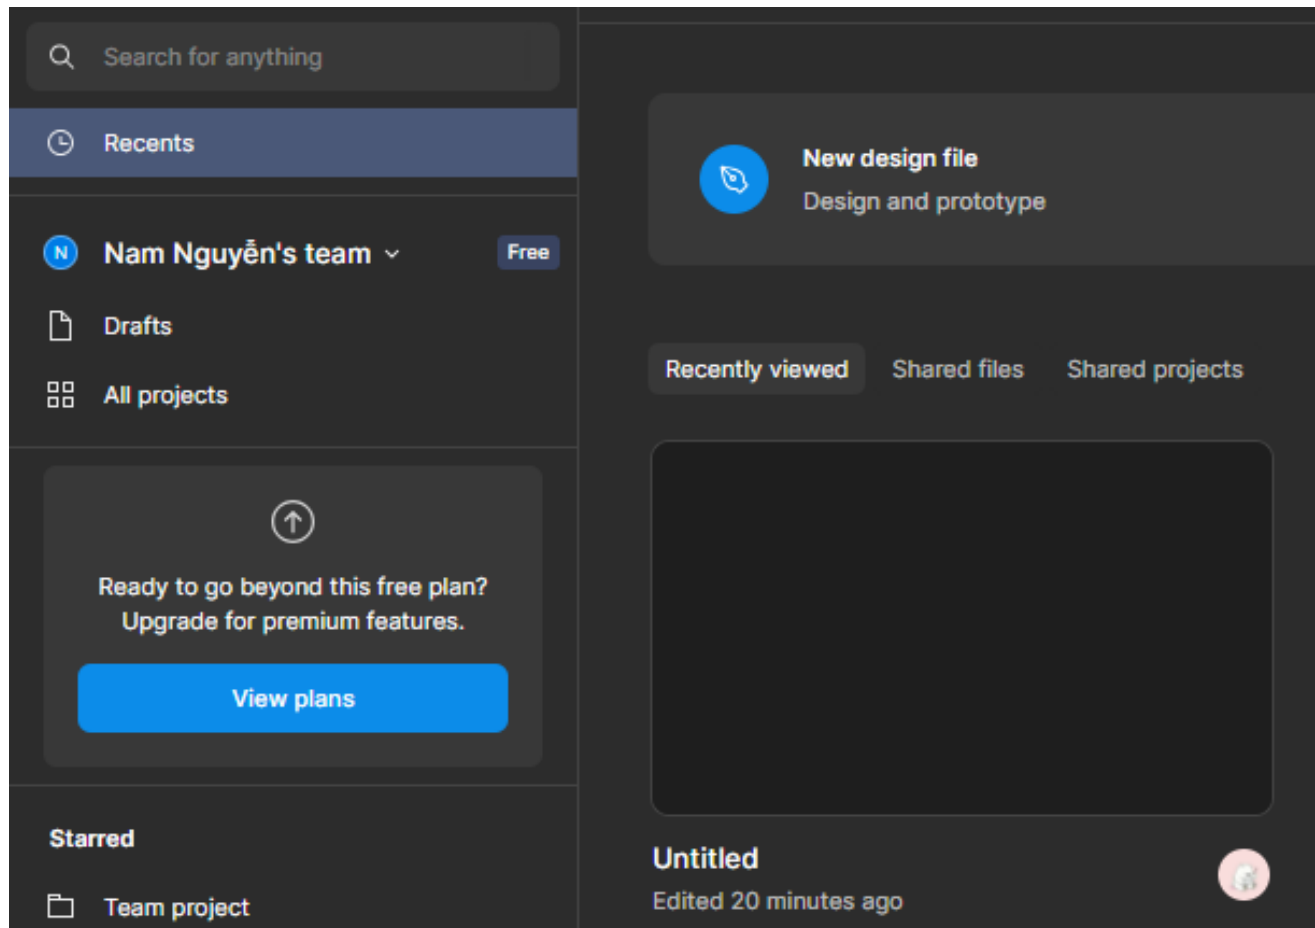 Search for anything
Recents
N Nam Nguyễn's team Free
Drafts
All projects
Ready to go beyond this free plan?
Upgrade for premium features.
View plans
Starred
Team project
New design file
Design and prototype
Recently viewed Shared files Shared projects
Untitled
Edited 20 minutes ago